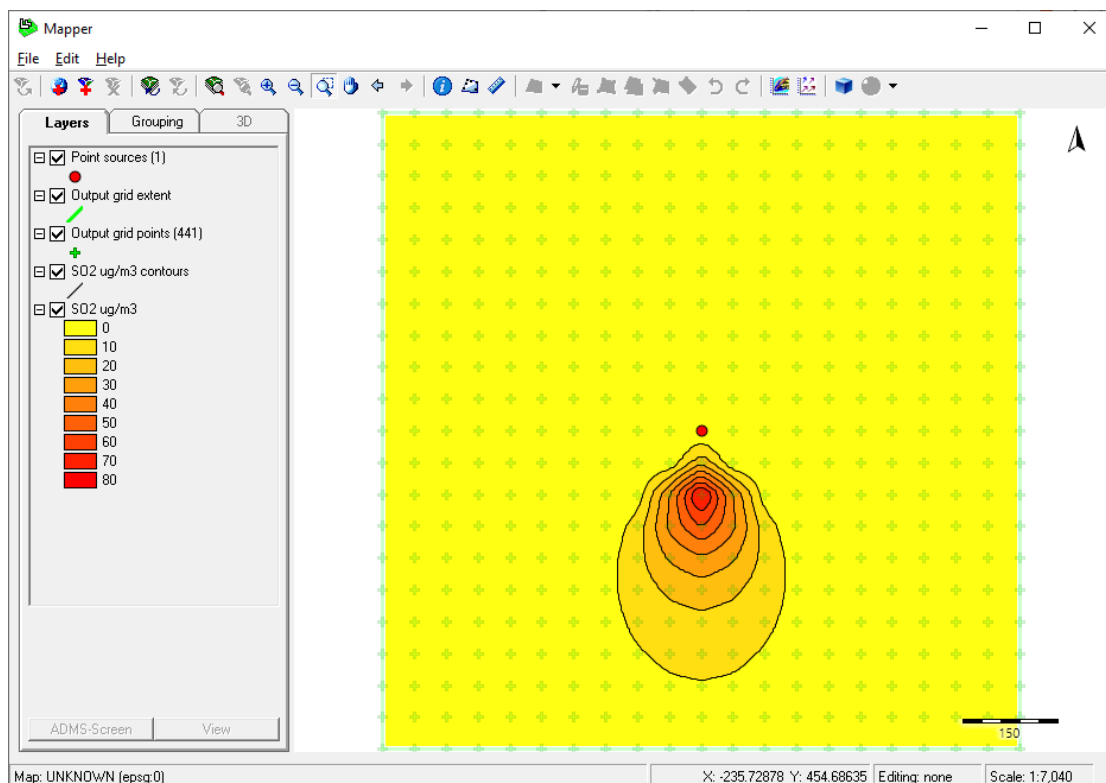 Mapper
File Edit Help
Layers Grouping 3D
Point sources (1)
Output grid extent
Output grid points (441)
SO2 ug/m3 contours
SO2 ug/m3
0
10
20
30
40
50
60
70
80
150
ADMS-Screen View
Map: UNKNOWN (epsg:0) X: -235.72878 Y: 454.68635 Editing: none Scale: 1:7,040